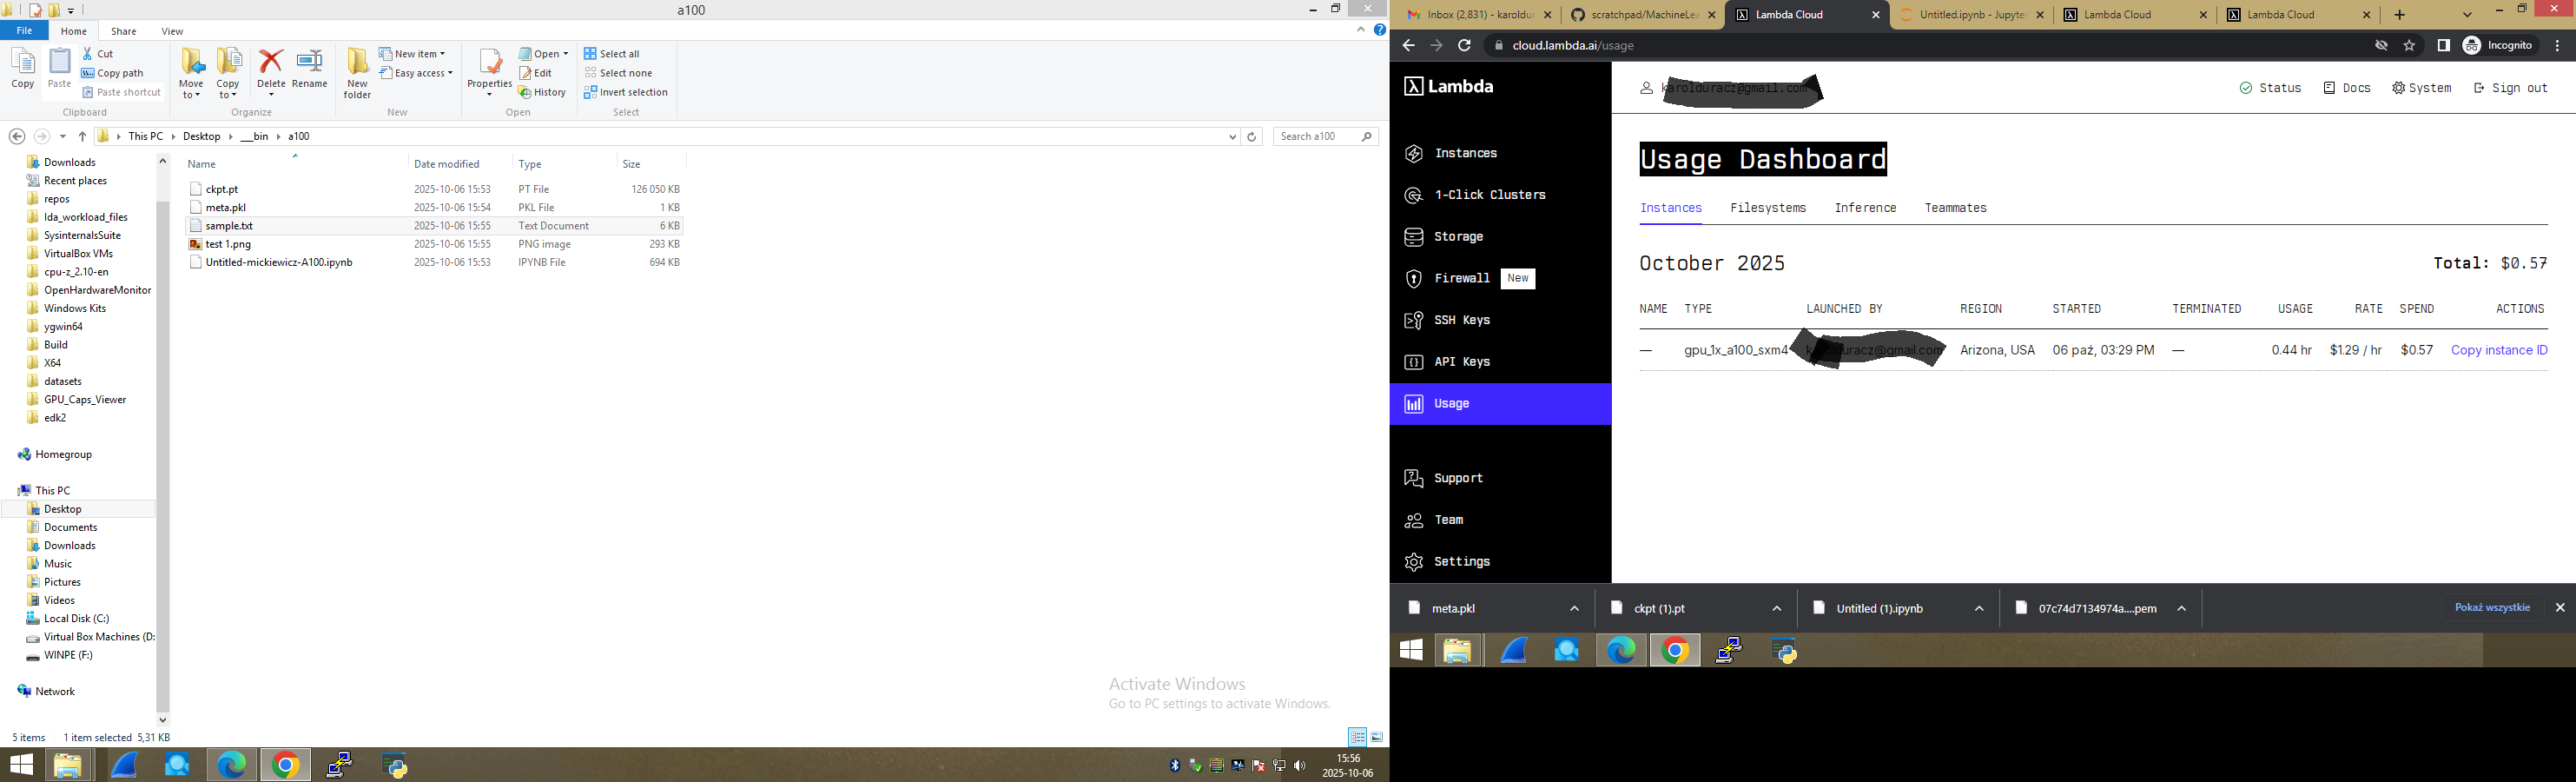 a100
File Home Share View
Copy
Paste
Cut
Copy path
Paste shortcut
Clipboard
Move to
Copy to
Delete
Rename
Organize
New folder
New item
Easy access
New
Properties
Open
Edit
History
Open
Select all
Select none
Invert selection
Select
This PC Desktop __bin a100
Search a100
Downloads
Recent places
repos
lda_workload_files
SysinternalsSuite
VirtualBox VMs
cpu-z_2.10-en
OpenHardwareMonitor
Windows Kits
ygwin64
Build
X64
datasets
GPU_Caps_Viewer
edk2
Homegroup
This PC
Desktop
Documents
Downloads
Music
Pictures
Videos
Local Disk (C:)
Virtual Box Machines (D:
WINPE (F:)
Network
Name Date modified Type Size
ckpt.pt 2025-10-06 15:53 PT File 126 050 KB
meta.pkl 2025-10-06 15:54 PKL File 1 KB
sample.txt 2025-10-06 15:55 Text Document 6 KB
test 1.png 2025-10-06 15:55 PNG image 293 KB
Untitled-mickiewicz-A100.ipynb 2025-10-06 15:53 IPYNB File 694 KB
Activate Windows
Go to PC settings to activate Windows.
5 items 1 item selected 5,31 KB
15:56
2025-10-06
Inbox (2,831) - karoldur
scratchpad/MachineLea
Lambda Cloud
Untitled.ipynb - Jupyter
Lambda Cloud
Lambda Cloud
cloud.lambda.ai/usage
Incognito
Lambda
Instances
1-Click Clusters
Storage
Firewall New
SSH Keys
API Keys
Usage
Support
Team
Settings
Status Docs System Sign out
Usage Dashboard
Instances Filesystems Inference Teammates
October 2025 Total: $0.57
NAME TYPE LAUNCHED BY REGION STARTED TERMINATED USAGE RATE SPEND ACTIONS
— gpu_1x_a100_sxm4 Arizona, USA 06 paź, 03:29 PM — 0.44 hr $1.29 / hr $0.57 Copy instance ID
meta.pkl
ckpt (1).pt
Untitled (1).ipynb
07c74d7134974a....pem
Pokaż wszystkie